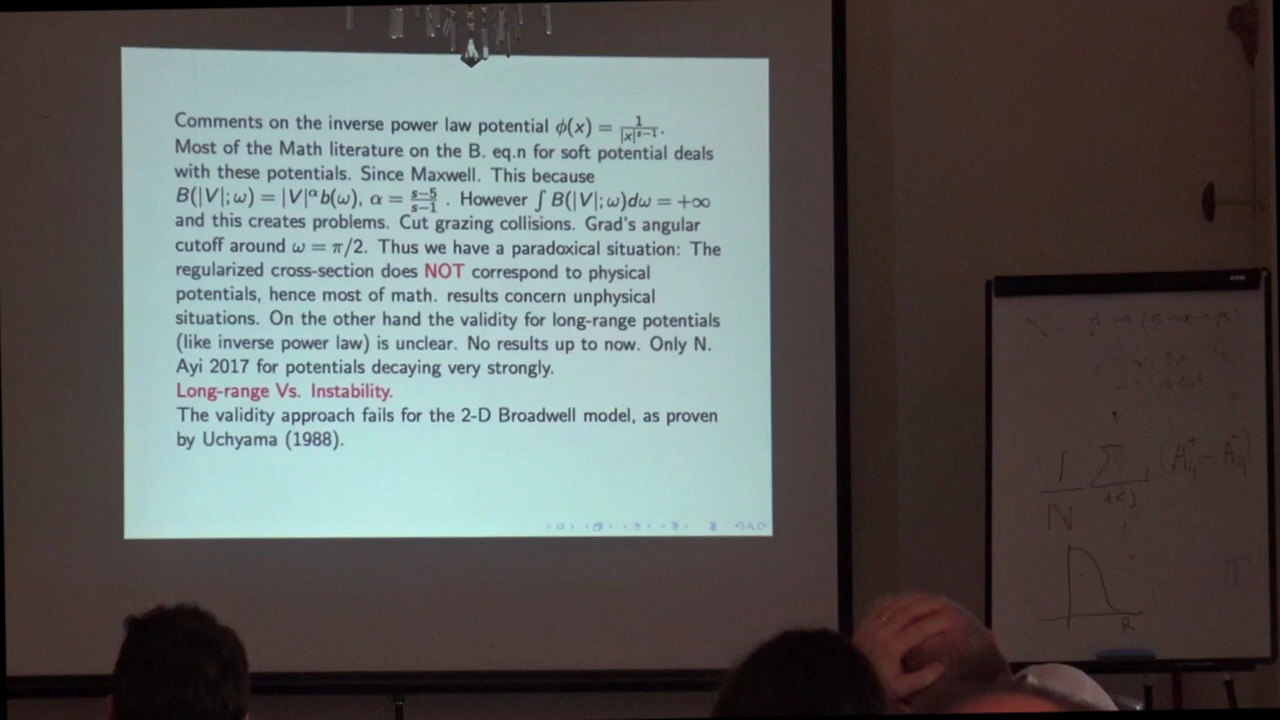 Comments on the inverse power law potential ϕ(x) = 1/|x|^{s−1}.
Most of the Math literature on the B. eq.n for soft potential deals
with these potentials. Since Maxwell. This because
B(|V|; ω) = |V|^α b(ω), α = (s−5)/(s−1) . However ∫ B(|V|; ω)dω = +∞
and this creates problems. Cut grazing collisions. Grad's angular
cutoff around ω = π/2. Thus we have a paradoxical situation: The
regularized cross-section does NOT correspond to physical
potentials, hence most of math. results concern unphysical
situations. On the other hand the validity for long-range potentials
(like inverse power law) is unclear. No results up to now. Only N.
Ayi 2017 for potentials decaying very strongly.
Long-range Vs. Instability.
The validity approach fails for the 2-D Broadwell model, as proven
by Uchyama (1988).
1/N Σ i<j
R